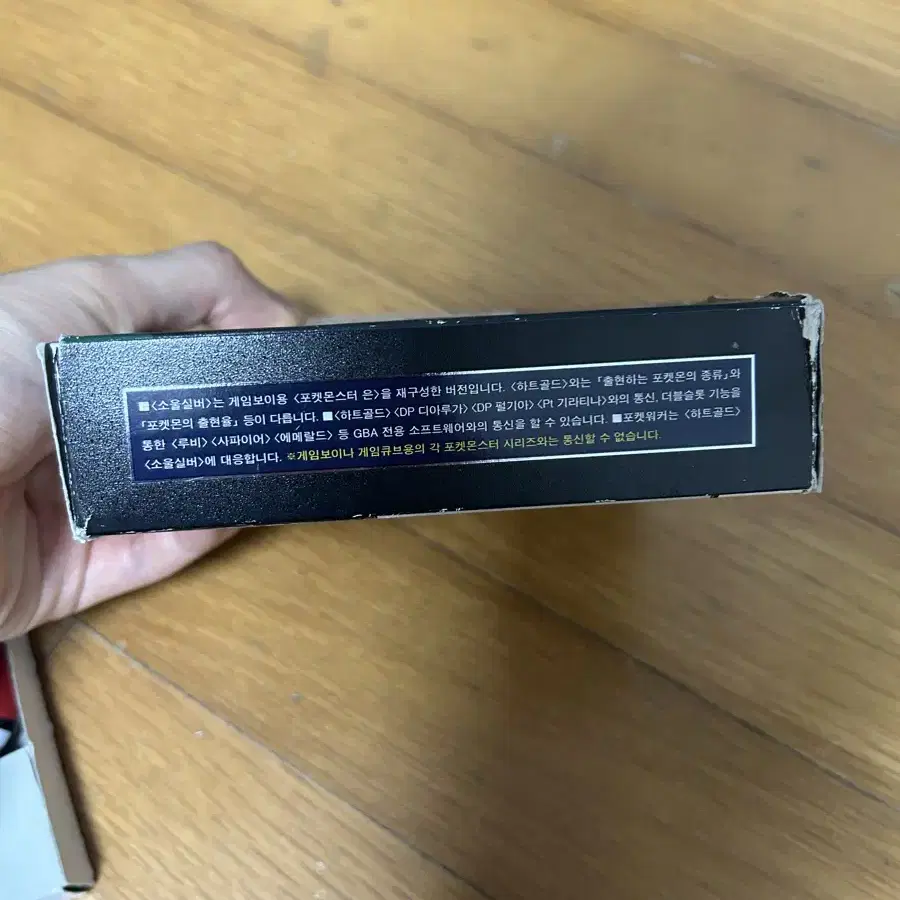 ■<소울실버>는 게임보이용 <포켓몬스터 은>을 재구성한 버전입니다. <하트골드>와는 「출현하는 포켓몬의 종류」와
「포켓몬의 출현율」 등이 다릅니다. ■<하트골드> <DP 디아루가> <DP 펄기아> <Pt 기라티나>와의 통신, 더블슬롯 기능을
통한 <루비> <사파이어> <에메랄드> 등 GBA 전용 소프트웨어와의 통신을 할 수 있습니다. ■포켓워커는 <하트골드>
<소울실버>에 대응합니다. ※게임보이나 게임큐브용의 각 포켓몬스터 시리즈와는 통신할 수 없습니다.